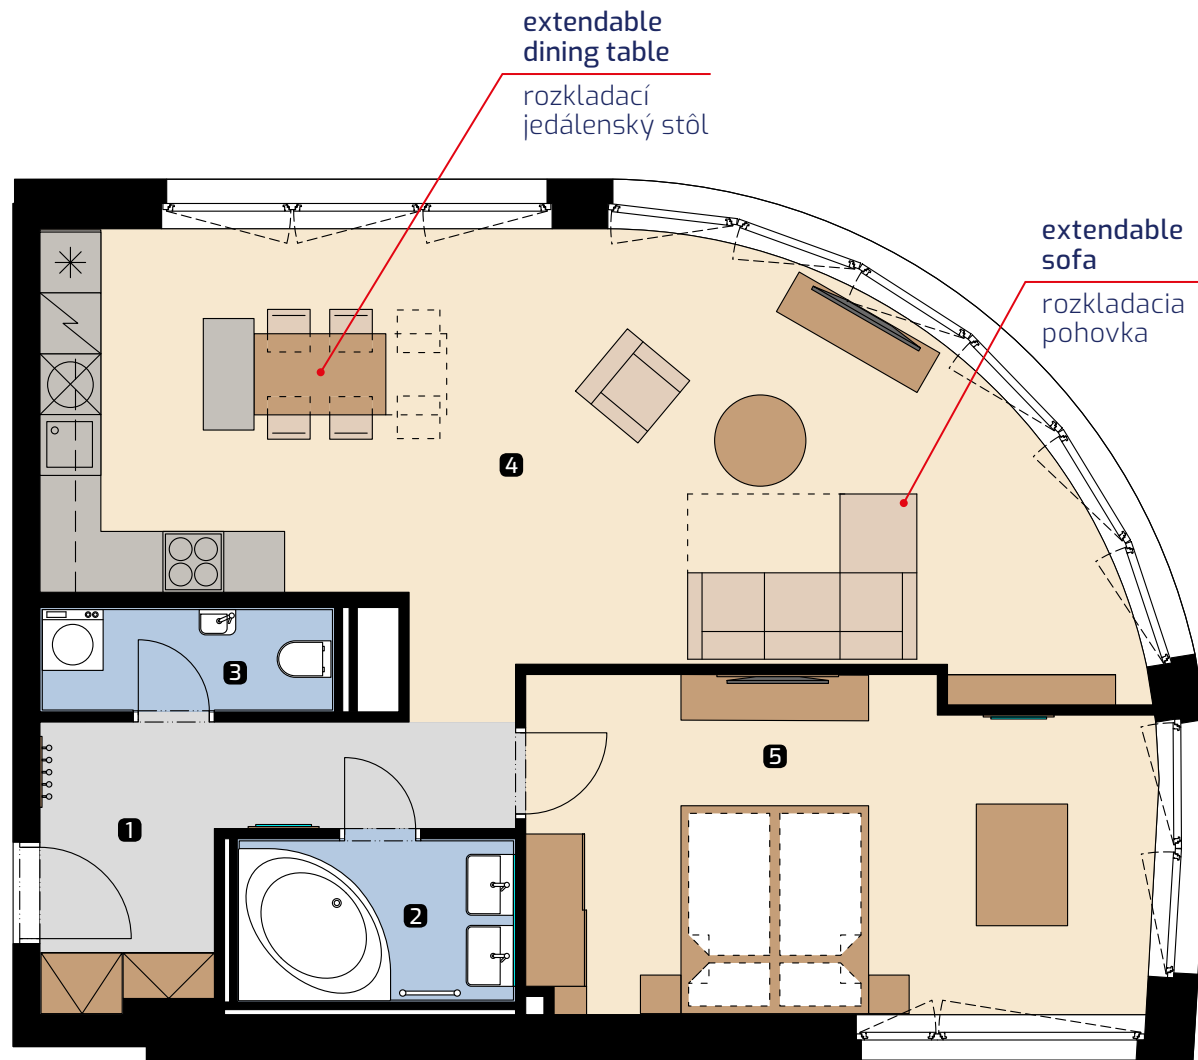 extendable
dining table
rozkladací
jedálenský stôl
extendable
sofa
rozkladacia
pohovka
4
3
5
1
2